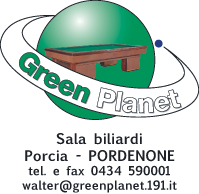 Green Planet
Sala biliardi
Porcia - PORDENONE
tel. e fax 0434 590001
walter@greenplanet.191.it